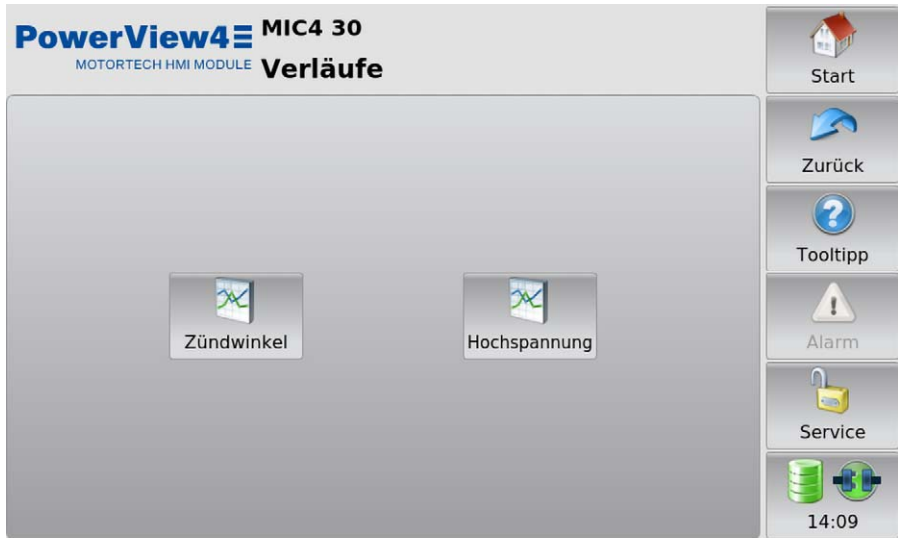 PowerView4
MIC4 30
MOTORTECH HMI MODULE
Verläufe
Start
Zurück
Tooltipp
Zündwinkel
Hochspannung
Alarm
Service
14:09